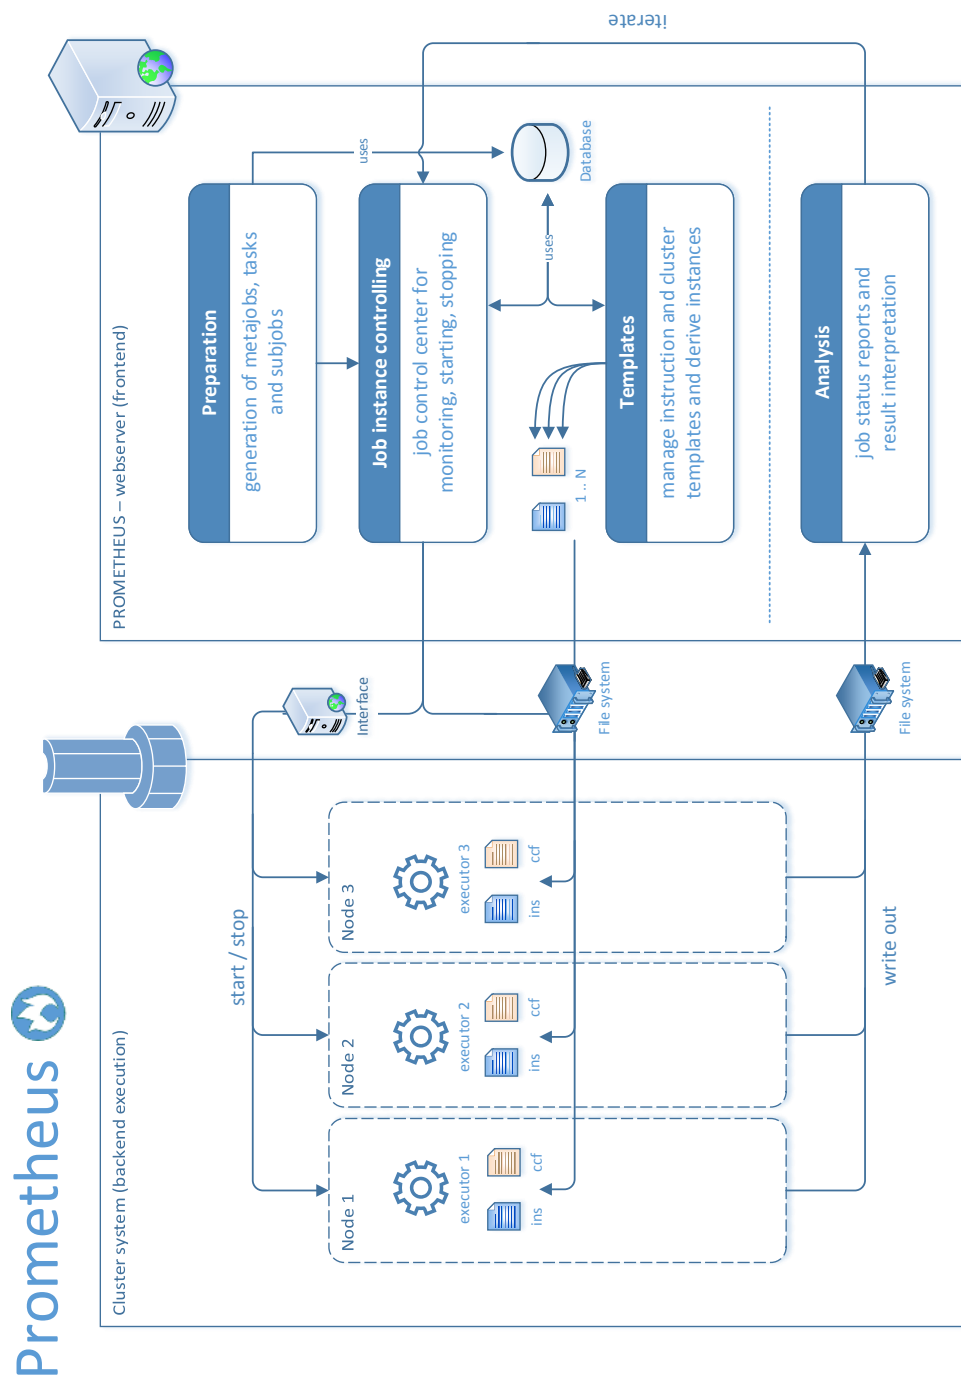 Prometheus
Cluster system (backend execution)
start / stop
Node 1
executor 1
ins
ccf
Node 2
executor 2
ins
ccf
Node 3
executor 3
ins
ccf
write out
Interface
File system
File system
PROMETHEUS – webserver (frontend)
Preparation
generation of metajobs, tasks
and subjobs
uses
Job instance controlling
job control center for
monitoring, starting, stopping
uses
Database
1 .. N
Templates
manage instruction and cluster
templates and derive instances
Analysis
job status reports and
result interpretation
iterate